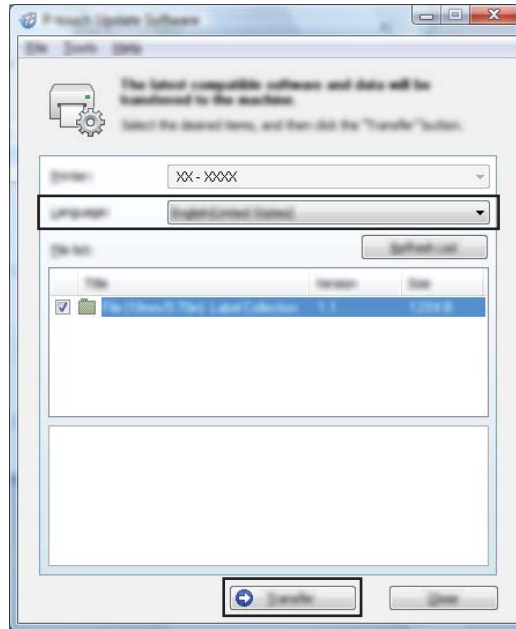 P-touch Update Software
File Tools Help
The latest compatible software and data will be
transferred to the machine.
Select the desired items, and then click the "Transfer" button.
Printer: XX - XXXX
Language: English (United States)
File list: Refresh List
Title Version Size
Label Collection 1.1
Transfer Close